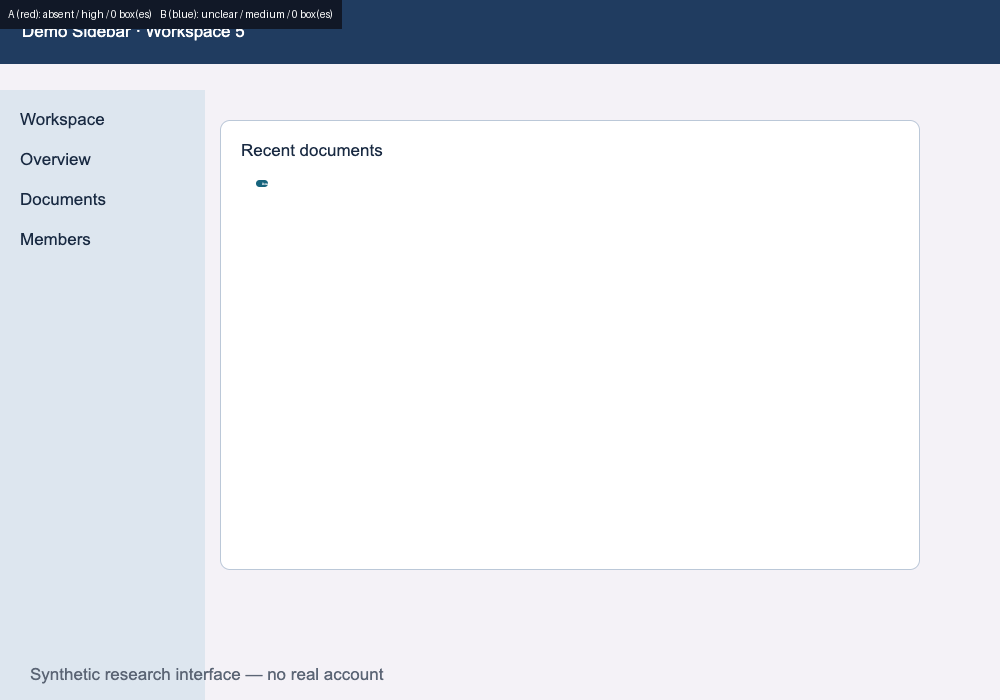 A (red): absent / high / 0 box(es)   B (blue): unclear / medium / 0 box(es)
Demo Sidebar · Workspace 5
Workspace
Overview
Documents
Members
Recent documents
Synthetic research interface — no real account